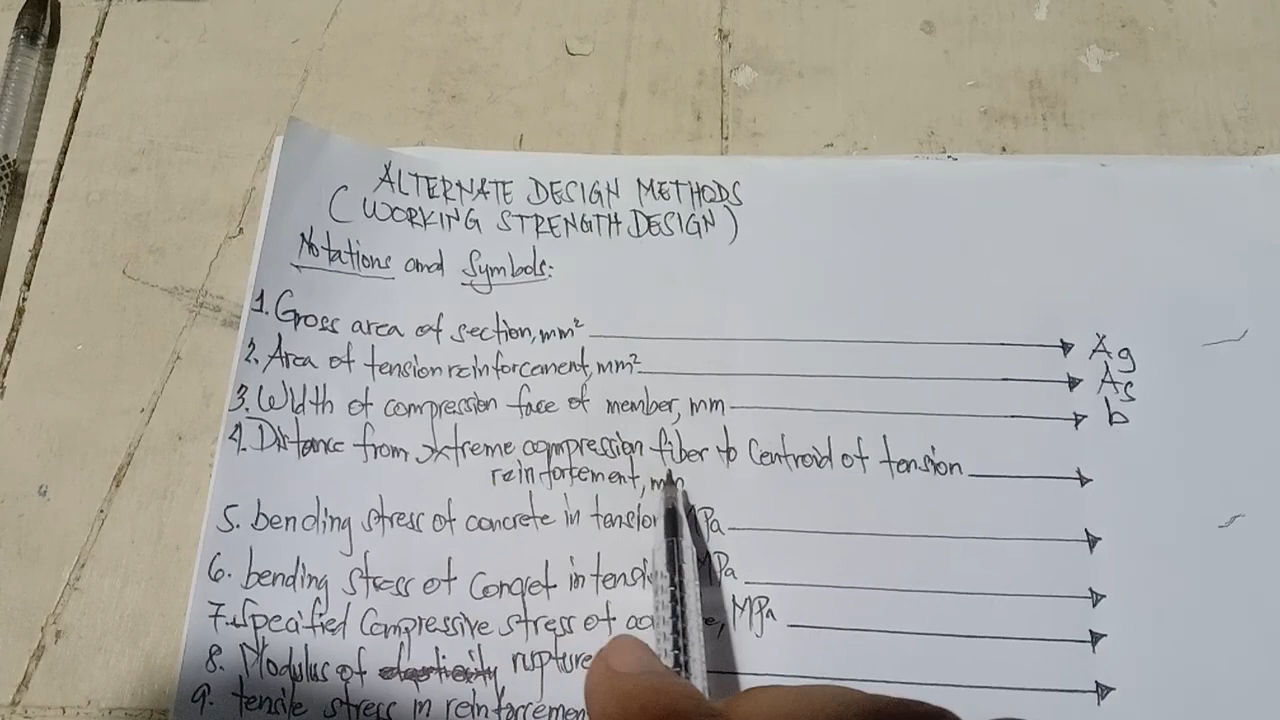 ALTERNATE DESIGN METHODS
(WORKING STRENGTH DESIGN)
Notations and Symbols:
1. Gross area of section, mm² Ag
2. Area of tension reinforcement, mm² As
3. Width of compression face of member, mm b
4. Distance from extreme compression fiber to centroid of tension
reinforcement, mm
5. bending stress of concrete in tension MPa
6. bending stress of in MPa
7. Specified Compressive stress of MPa
8. Modulus of rupture
9. tensile stress in reinforcemen